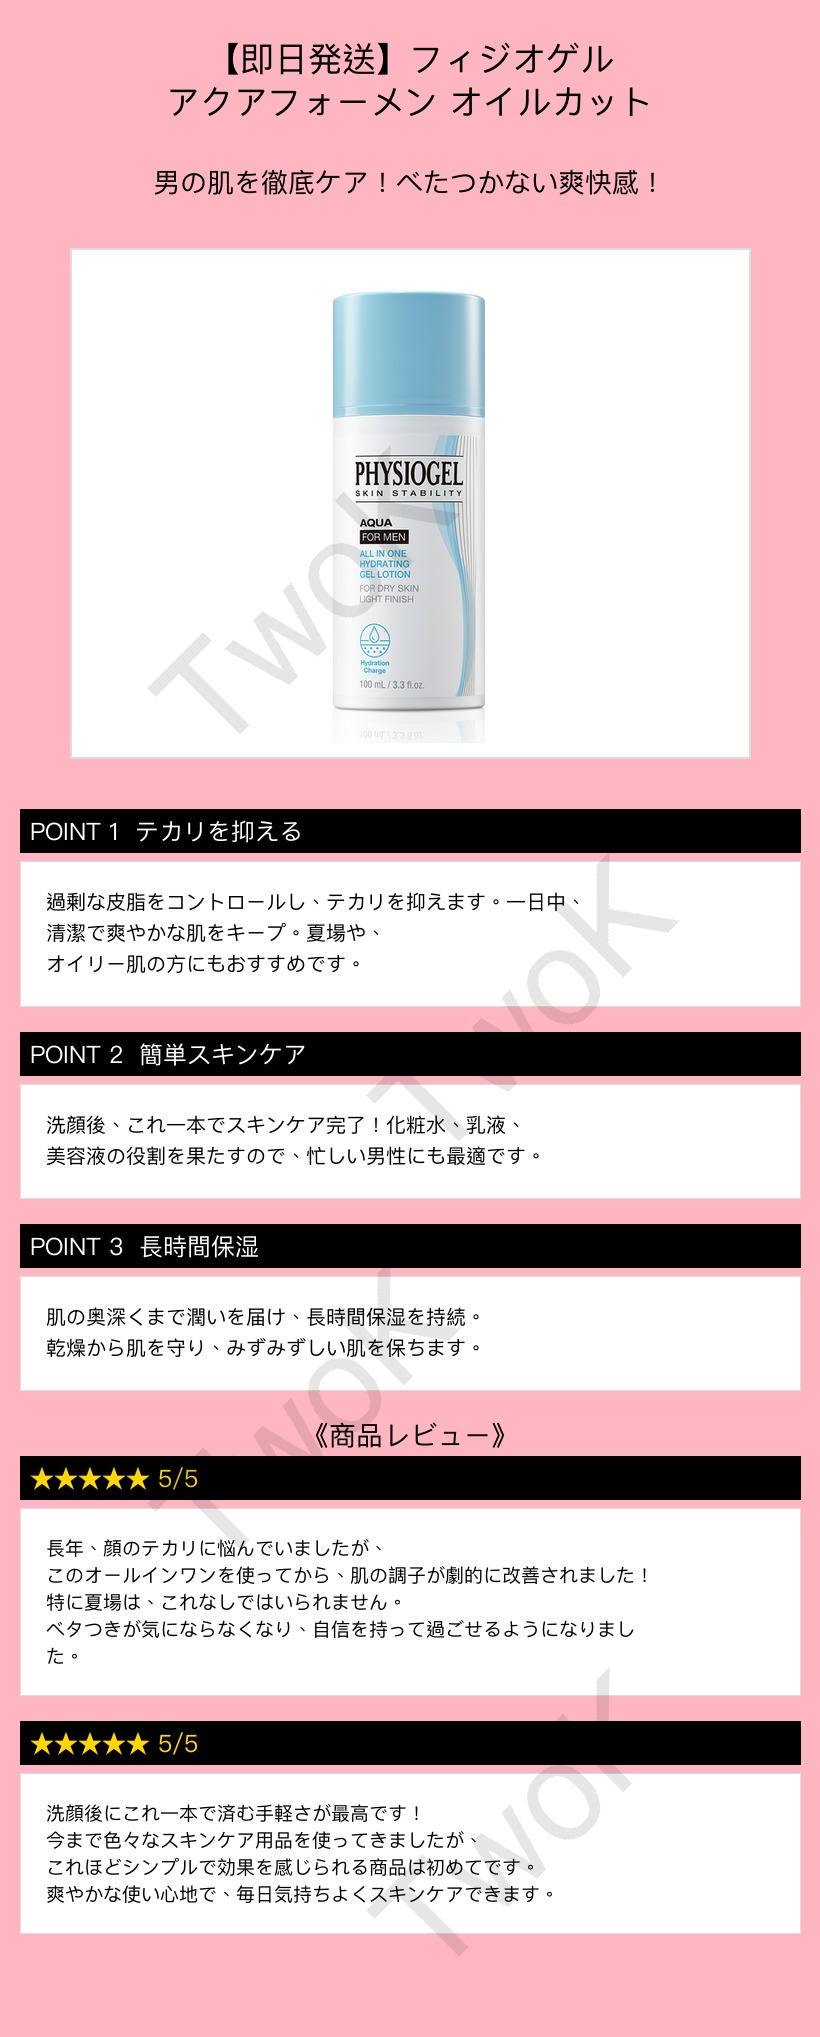 【即日発送】フィジオゲル
アクアフォーメン オイルカット
男の肌を徹底ケア！べたつかない爽快感！
PHYSIOGEL
SKIN STABILITY
AQUA
FOR MEN
ALL IN ONE
HYDRATING
GEL LOTION
FOR DRY SKIN
LIGHT FINISH
Hydration
Charge
100 mL / 3.3 fl.oz.
TwoK
POINT 1 テカリを抑える
過剰な皮脂をコントロールし、テカリを抑えます。一日中、
清潔で爽やかな肌をキープ。夏場や、
オイリー肌の方にもおすすめです。
TwoK
POINT 2 簡単スキンケア
洗顔後、これ一本でスキンケア完了！化粧水、乳液、
美容液の役割を果たすので、忙しい男性にも最適です。
POINT 3 長時間保湿
肌の奥深くまで潤いを届け、長時間保湿を持続。
乾燥から肌を守り、みずみずしい肌を保ちます。
TwoK
《商品レビュー》
★★★★★ 5/5
長年、顔のテカリに悩んでいましたが、
このオールインワンを使ってから、肌の調子が劇的に改善されました！
特に夏場は、これなしではいられません。
ベタつきが気にならなくなり、自信を持って過ごせるようになりまし
た。
★★★★★ 5/5
洗顔後にこれ一本で済む手軽さが最高です！
今まで色々なスキンケア用品を使ってきましたが、
これほどシンプルで効果を感じられる商品は初めてです。
爽やかな使い心地で、毎日気持ちよくスキンケアできます。
TwoK